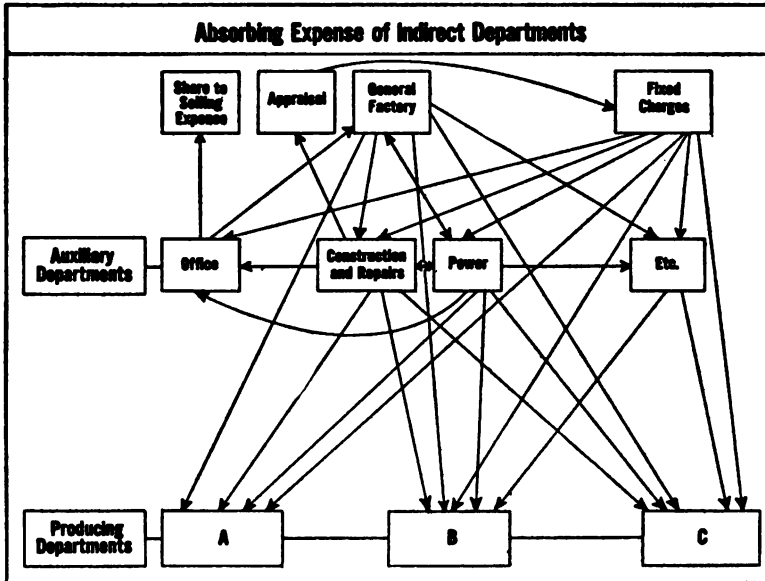 Absorbing Expense of Indirect Departments
Share to
Selling
Expense
Appraisal
General
Factory
Fixed
Charges
Auxiliary
Departments
Office
Construction
and Repairs
Power
Etc.
Producing
Departments
A
B
C